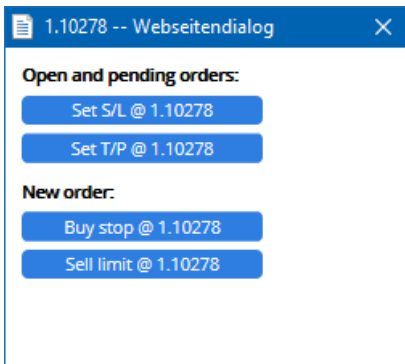 1.10278 -- Webseitendialog
Open and pending orders:
Set S/L @ 1.10278
Set T/P @ 1.10278
New order:
Buy stop @ 1.10278
Sell limit @ 1.10278